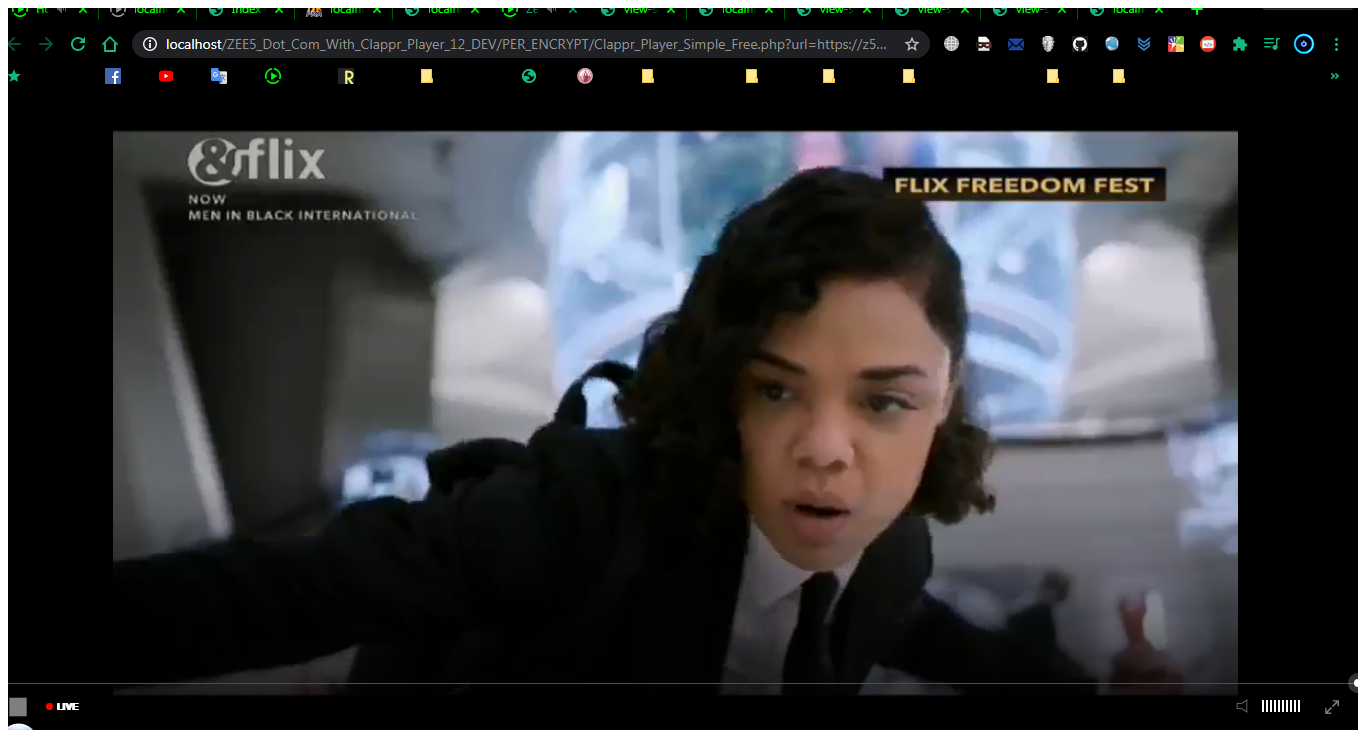 localhost/ZEE5_Dot_Com_With_Clappr_Player_12_DEV/PER_ENCRYPT/Clappr_Player_Simple_Free.php?url=https://z5...
&flix
NOW
MEN IN BLACK INTERNATIONAL
FLIX FREEDOM FEST
LIVE